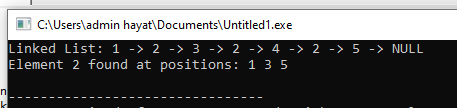 C:\Users\admin hayat\Documents\Untitled1.exe
Linked List: 1 -> 2 -> 3 -> 2 -> 4 -> 2 -> 5 -> NULL
Element 2 found at positions: 1 3 5
--------------------------------